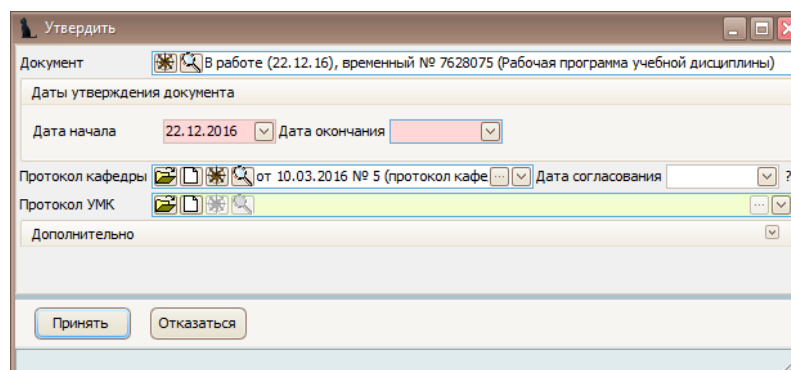 Утвердить
Документ В работе (22.12.16), временный № 7628075 (Рабочая программа учебной дисциплины)
Даты утверждения документа
Дата начала 22.12.2016 Дата окончания
Протокол кафедры от 10.03.2016 № 5 (протокол кафе ... Дата согласования ?
Протокол УМК ...
Дополнительно
Принять Отказаться